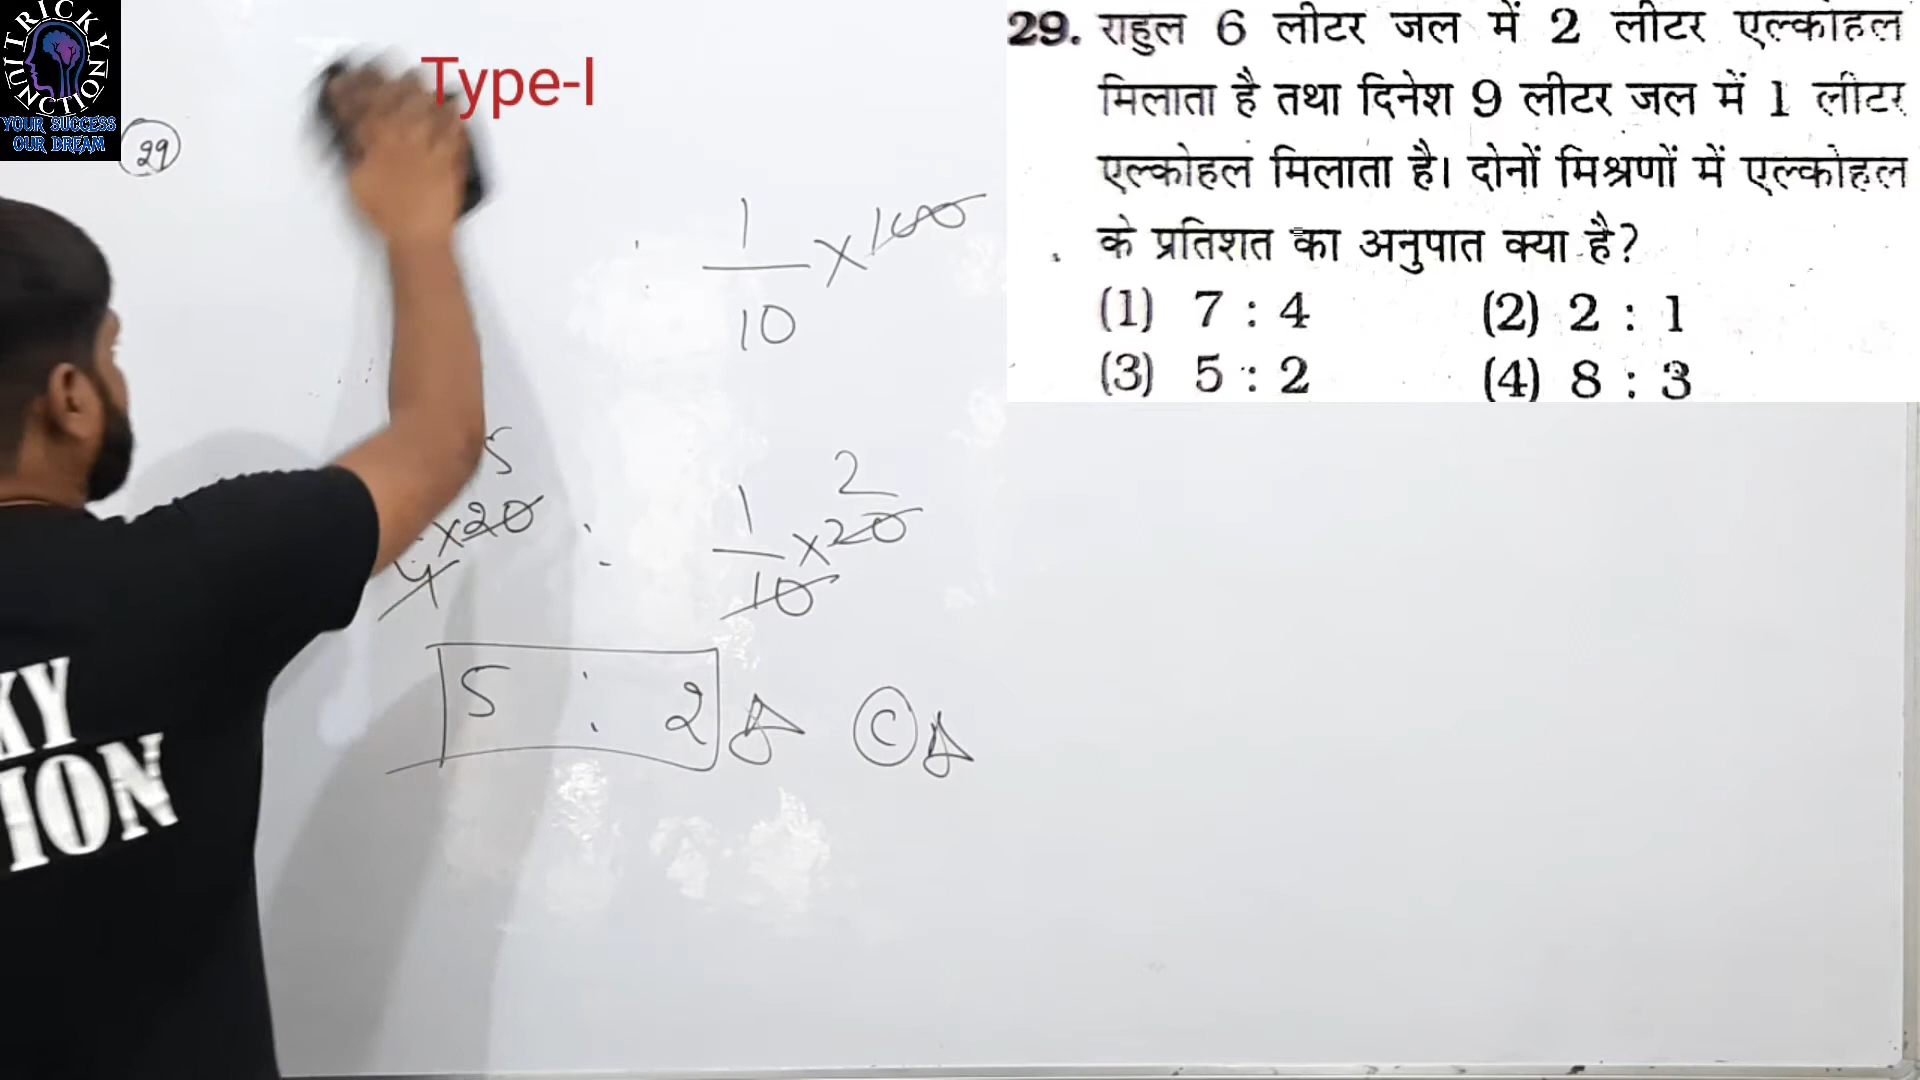 TRICKY JUNCTION
YOUR SUCCESS
OUR DREAM
Type-I
29
: 1/10 × 100
5 2
4 × 20 : 1/10 × 20
5 : 2 A C A
KY
ION
29. राहुल 6 लीटर जल में 2 लीटर एल्कोहल
मिलाता है तथा दिनेश 9 लीटर जल में 1 लीटर
एल्कोहल मिलाता है। दोनों मिश्रणों में एल्कोहल
के प्रतिशत का अनुपात क्या है?
(1) 7 : 4 (2) 2 : 1
(3) 5 : 2 (4) 8 : 3